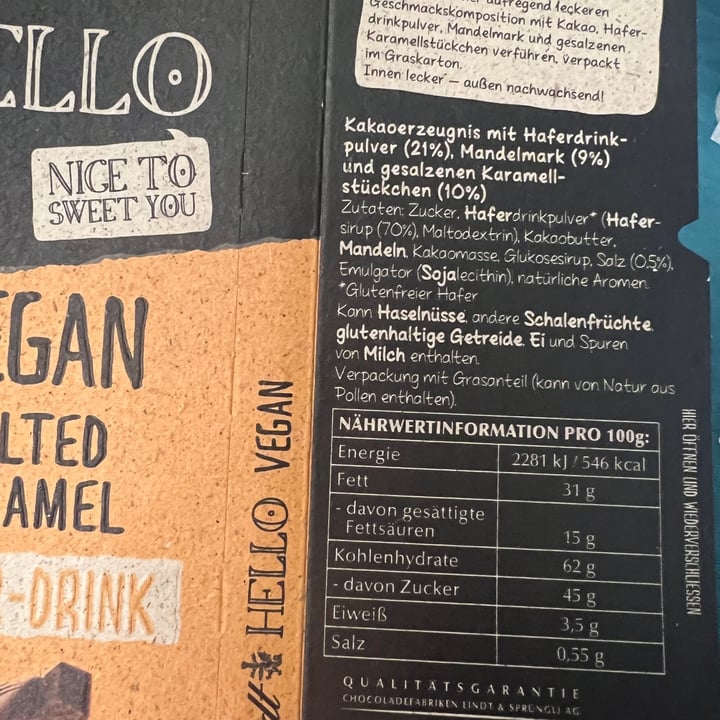 ELLO
NICE TO
SWEET YOU
EGAN
LTED
AMEL
-DRINK
HELLO VEGAN
aufregend leckeren
Geschmackskomposition mit Kakao, Hafer-
drinkpulver, Mandelmark und gesalzenen
Karamellstückchen verführen, verpackt
im Graskarton.
Innen lecker – außen nachwachsend!
Kakaoerzeugnis mit Haferdrink-
pulver (21%), Mandelmark (9%)
und gesalzenen Karamell-
stückchen (10%)
Zutaten: Zucker, Haferdrinkpulver* (Hafer-
sirup (70%), Maltodextrin), Kakaobutter,
Mandeln, Kakaomasse, Glukosesirup, Salz (0,5%),
Emulgator (Sojalecithin), natürliche Aromen.
*Glutenfreier Hafer
Kann Haselnüsse, andere Schalenfrüchte,
glutenhaltige Getreide, Ei und Spuren
von Milch enthalten.
Verpackung mit Grasanteil (kann von Natur aus
Pollen enthalten).
NÄHRWERTINFORMATION PRO 100g:
Energie 2281 kJ / 546 kcal
Fett 31 g
- davon gesättigte
Fettsäuren 15 g
Kohlenhydrate 62 g
- davon Zucker 45 g
Eiweiß 3,5 g
Salz 0,55 g
QUALITÄTSGARANTIE
CHOCOLADEFABRIKEN LINDT & SPRÜNGLI AG
HIER ÖFFNEN UND WIEDERVERSCHLIESSEN